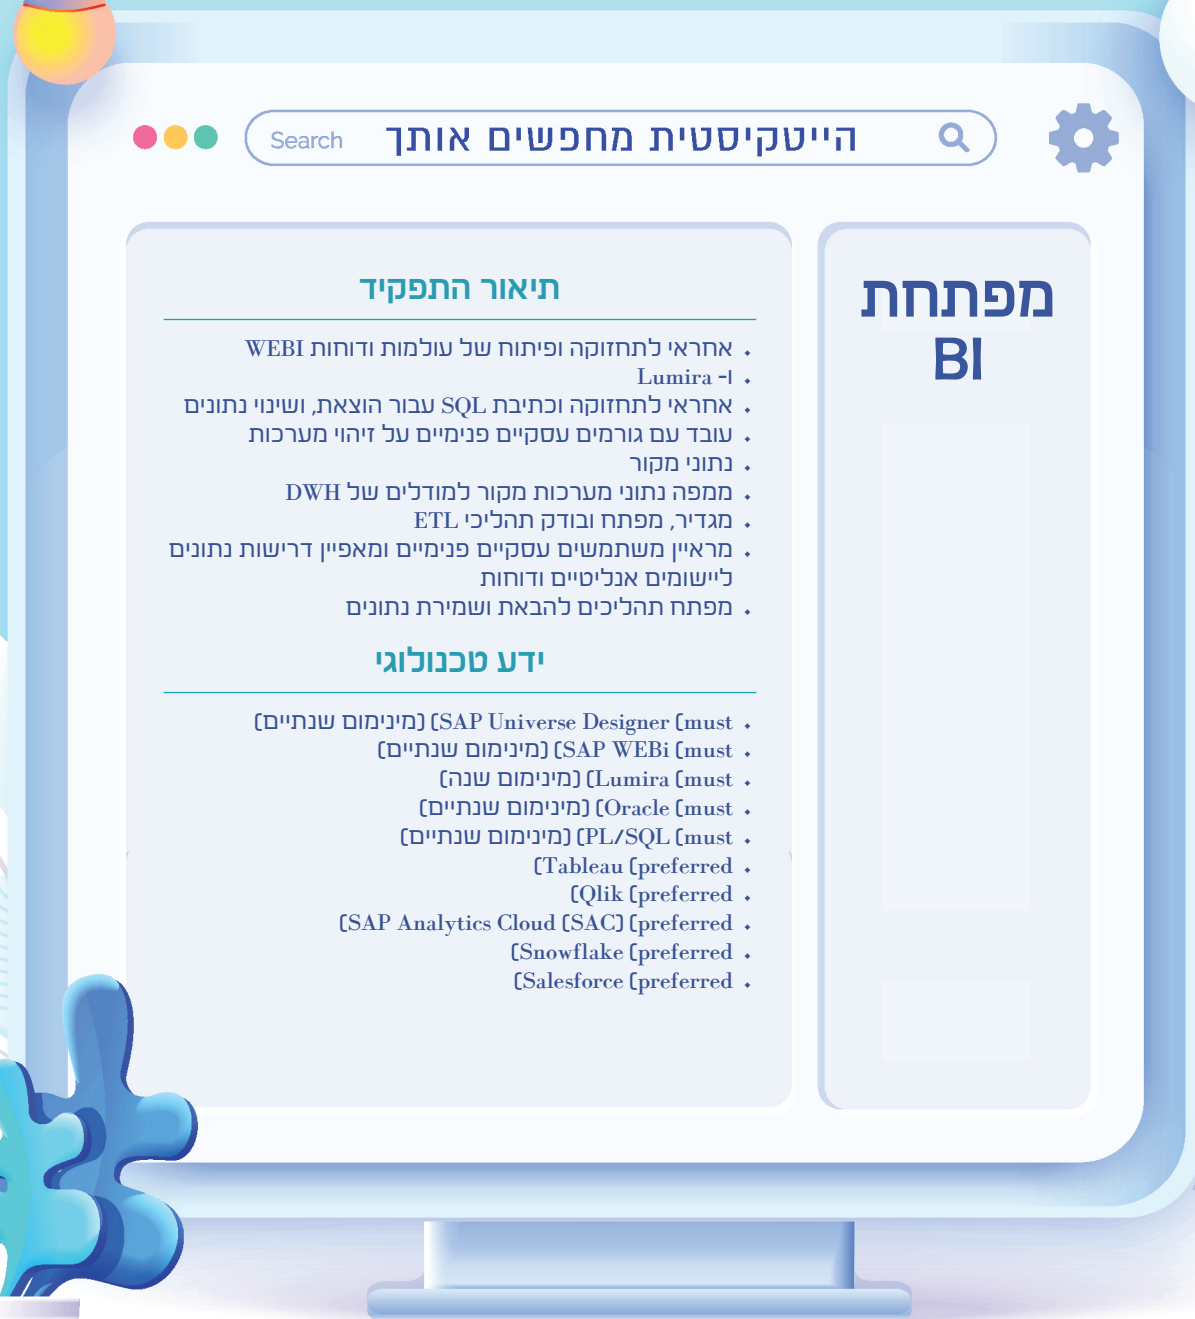 Search הייטקיסטית מחפשים אותך
מפתחת
BI
תיאור התפקיד
אחראי לתחזוקה ופיתוח של עולמות ודוחות WEBI
ו- Lumira
אחראי לתחזוקה וכתיבת SQL עבור הוצאת, ושינוי נתונים
עובד עם גורמים עסקיים פנימיים על זיהוי מערכות
נתוני מקור
ממפה נתוני מערכות מקור למודלים של DWH
מגדיר, מפתח ובודק תהליכי ETL
מראיין משתמשים עסקיים פנימיים ומאפיין דרישות נתונים
ליישומים אנליטיים ודוחות
מפתח תהליכים להבאת ושמירת נתונים
ידע טכנולוגי
SAP Universe Designer (must) (מינימום שנתיים)
SAP WEBi (must) (מינימום שנתיים)
Lumira (must) (מינימום שנה)
Oracle (must) (מינימום שנתיים)
PL/SQL (must) (מינימום שנתיים)
Tableau (preferred)
Qlik (preferred)
SAP Analytics Cloud (SAC) (preferred)
Snowflake (preferred)
Salesforce (preferred)